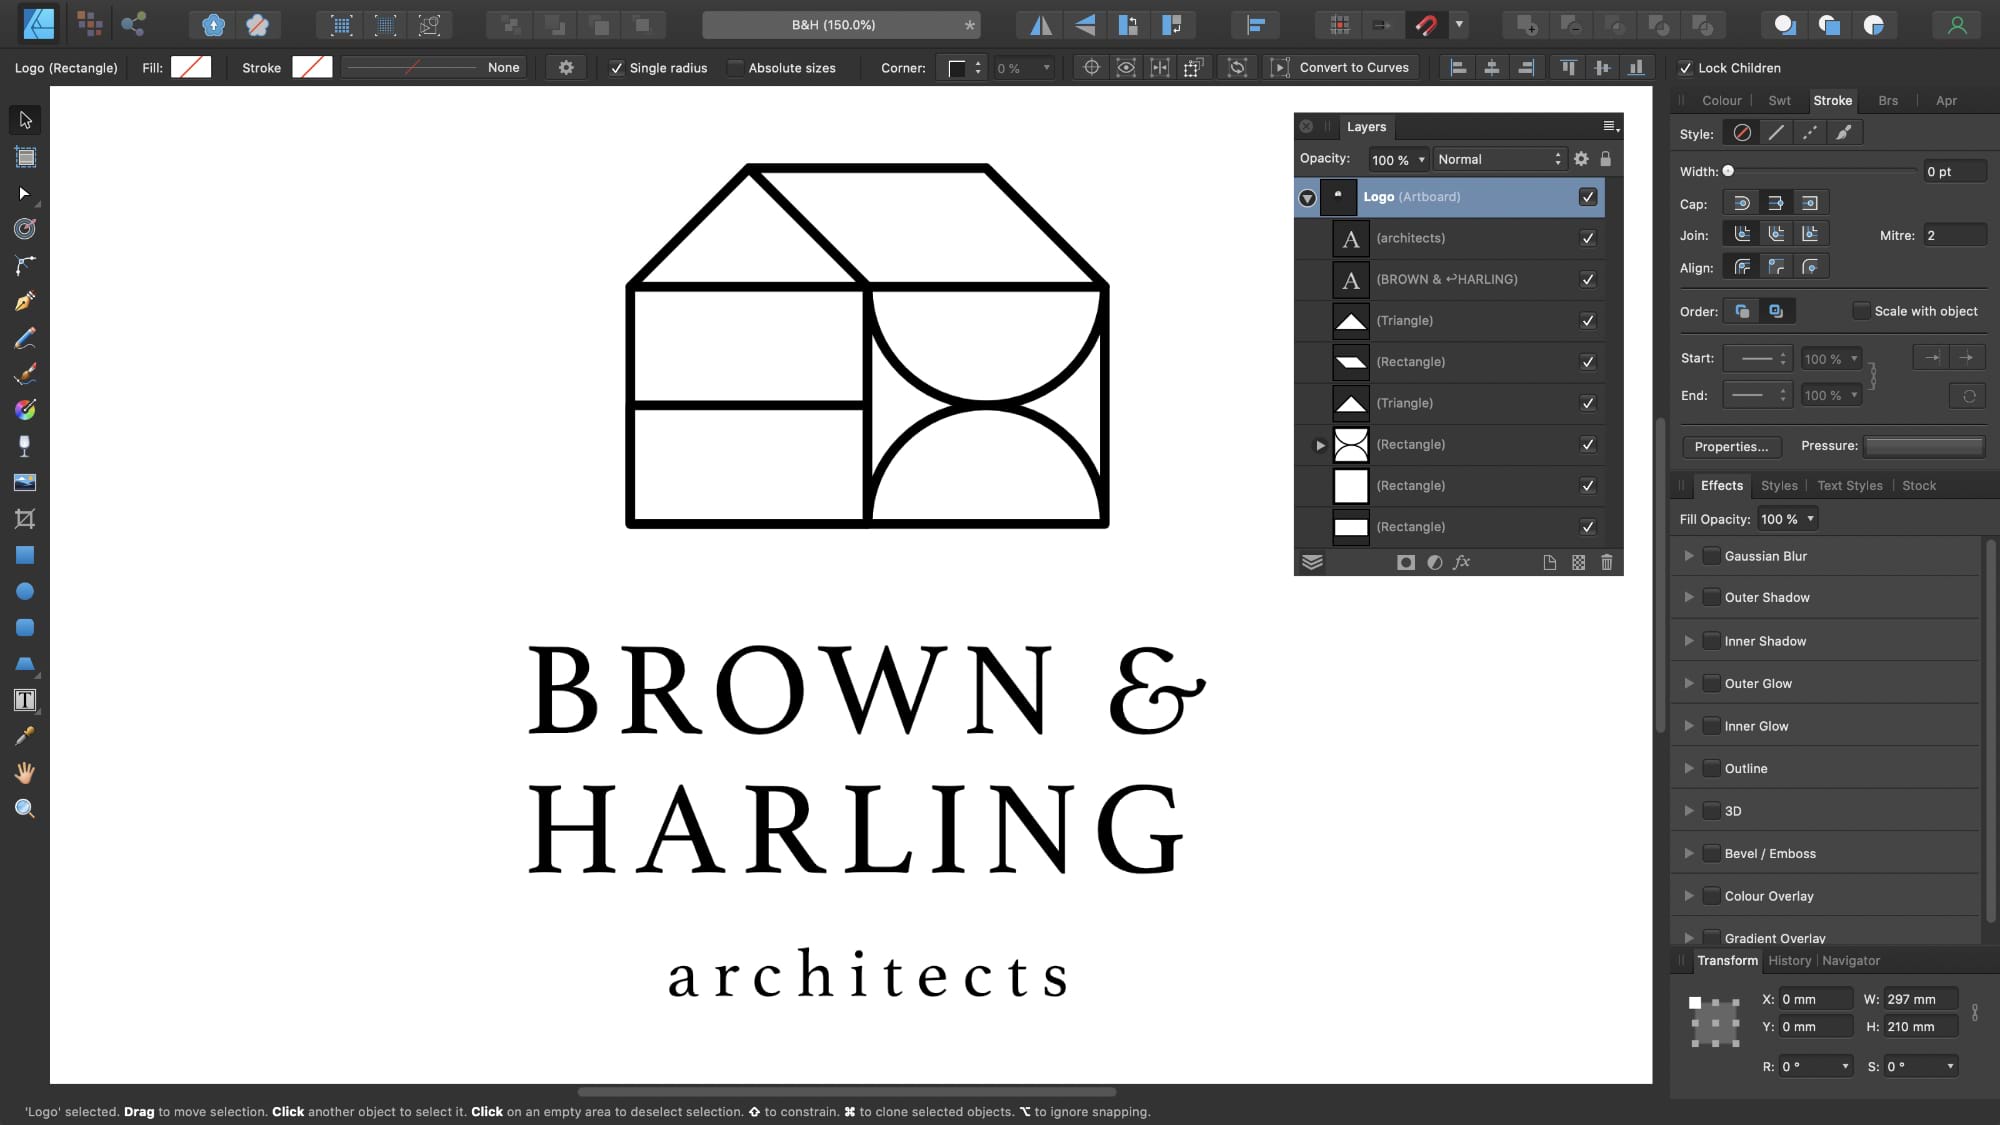 B&H (150.0%)
*
Logo (Rectangle)
Fill:
Stroke
None
Single radius
Absolute sizes
Corner:
0 %
Convert to Curves
Lock Children
Colour
Swt
Stroke
Brs
Apr
Style:
Width:
0 pt
Cap:
Join:
Mitre:
2
Align:
Order:
Scale with object
Start:
100 %
End:
100 %
Properties...
Pressure:
Layers
Opacity:
100 %
Normal
Logo (Artboard)
A
(architects)
A
(BROWN & ↩HARLING)
(Triangle)
(Rectangle)
(Triangle)
(Rectangle)
(Rectangle)
(Rectangle)
fx
BROWN &
HARLING
architects
Effects
Styles
Text Styles
Stock
Fill Opacity:
100 %
Gaussian Blur
Outer Shadow
Inner Shadow
Outer Glow
Inner Glow
Outline
3D
Bevel / Emboss
Colour Overlay
Gradient Overlay
Transform
History
Navigator
X: 0 mm
W: 297 mm
Y: 0 mm
H: 210 mm
R: 0 °
S: 0 °
T
'Logo' selected. Drag to move selection. Click another object to select it. Click on an empty area to deselect selection. ⇧ to constrain. ⌘ to clone selected objects. ⌥ to ignore snapping.